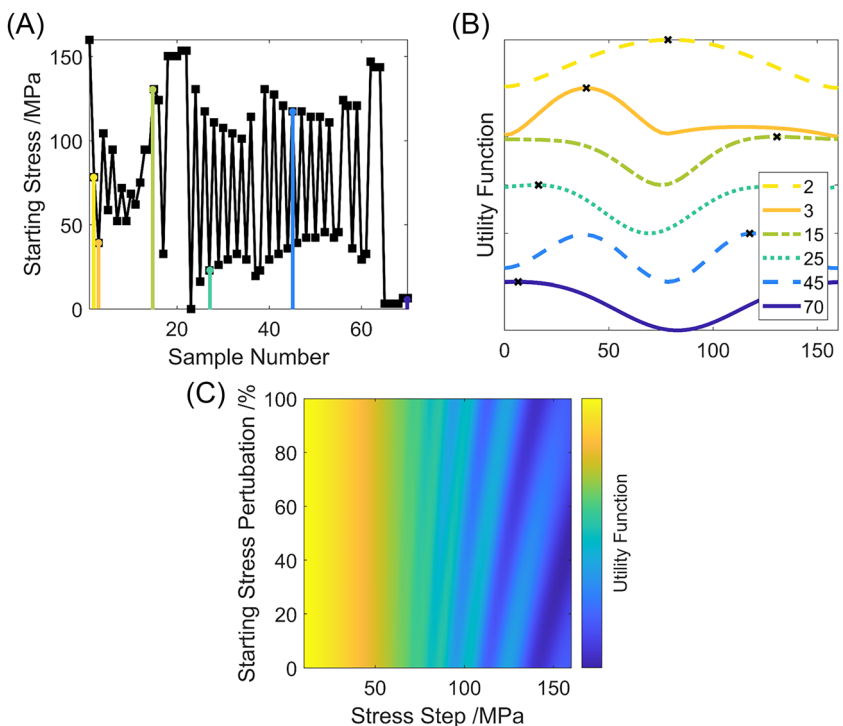 (A)
Starting Stress /MPa
150
100
50
0
20
40
60
Sample Number
(B)
Utility Function
2
3
15
25
45
70
0
50
100
150
(C)
Starting Stress Pertubation /%
100
80
60
40
20
0
50
100
150
Stress Step /MPa
Utility Function